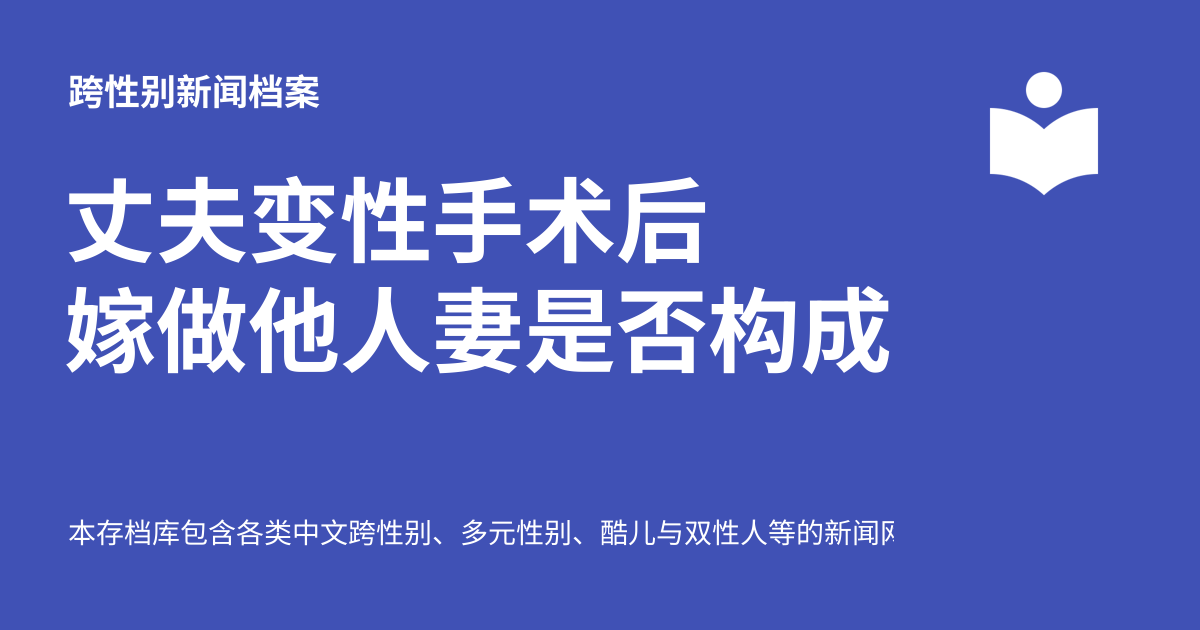 跨性别新闻档案
丈夫变性手术后
嫁做他人妻是否构成
本存档库包含各类中文跨性别、多元性别、酷儿与双性人等的新闻